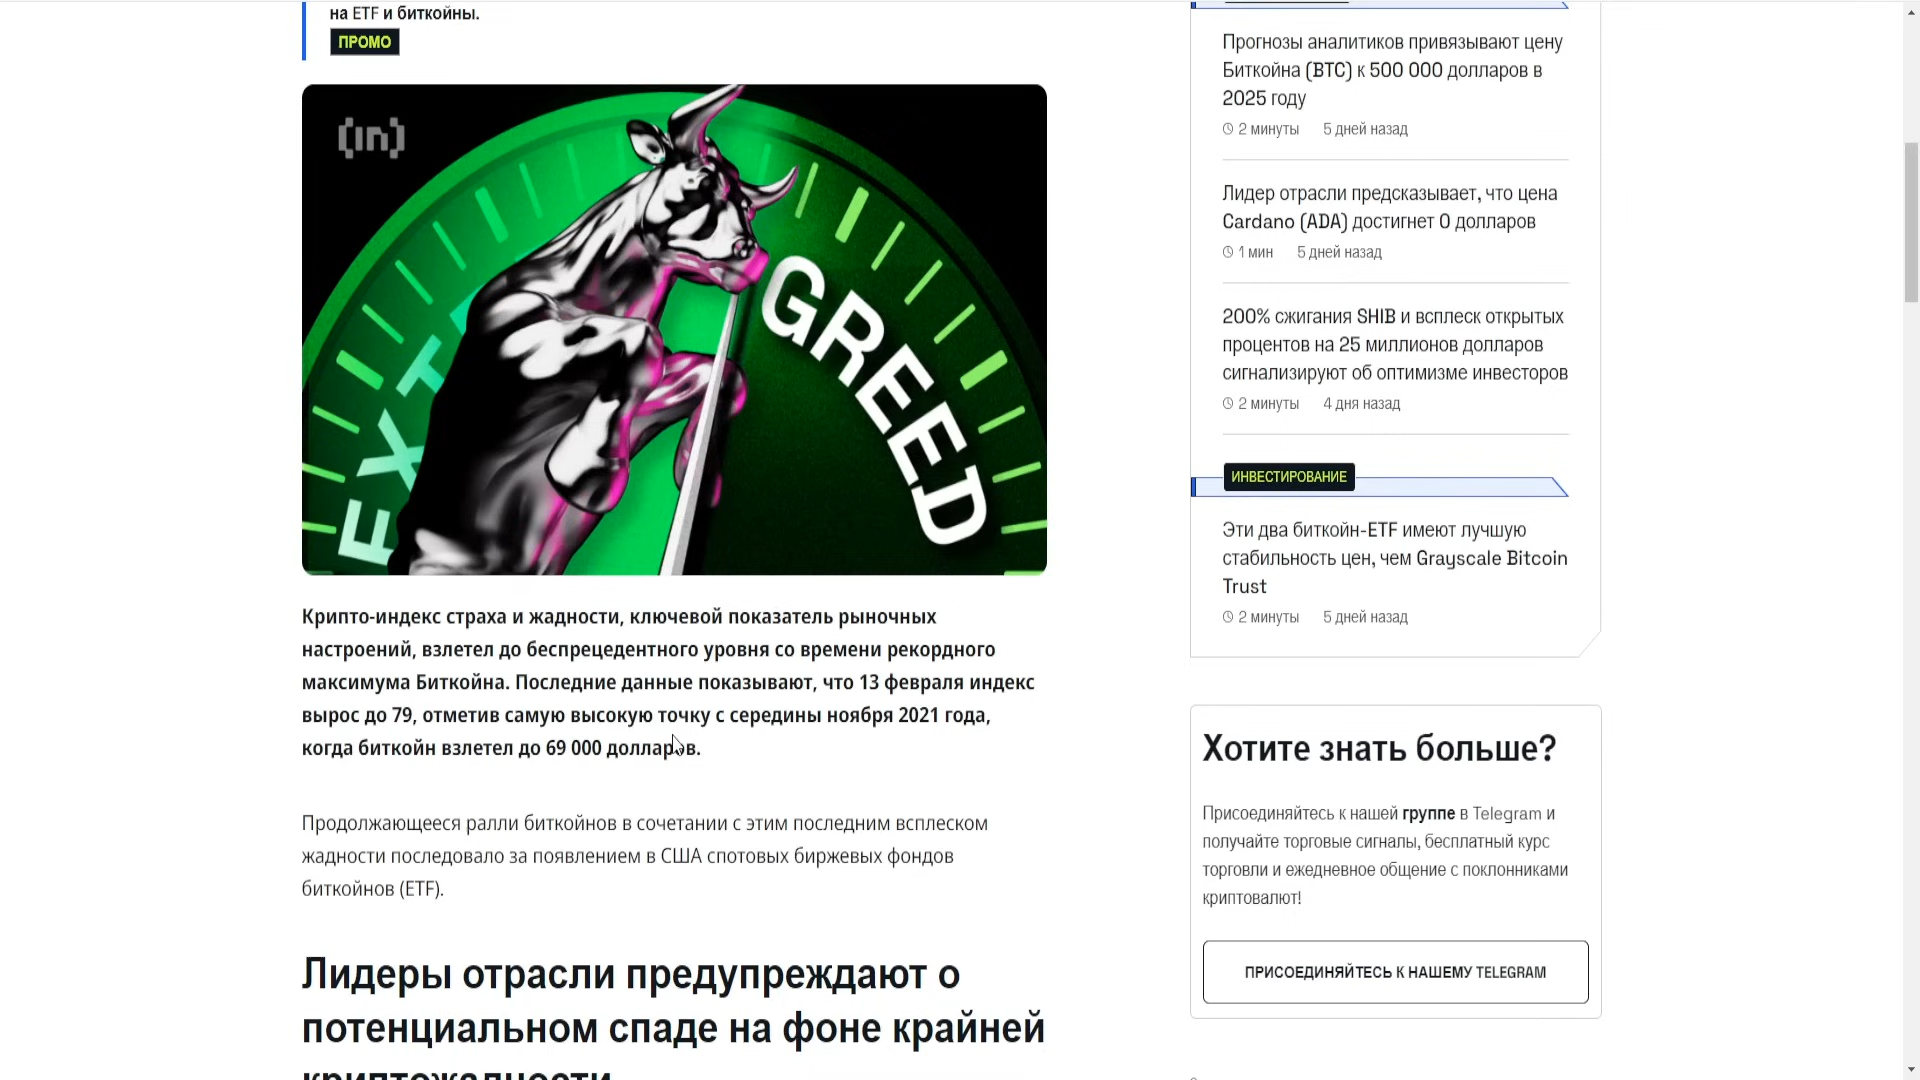 на ETF и биткойны.
ПРОМО
[in]
EXT
GREED
Крипто-индекс страха и жадности, ключевой показатель рыночных
настроений, взлетел до беспрецедентного уровня со времени рекордного
максимума Биткойна. Последние данные показывают, что 13 февраля индекс
вырос до 79, отметив самую высокую точку с середины ноября 2021 года,
когда биткойн взлетел до 69 000 долларов.
Продолжающееся ралли биткойнов в сочетании с этим последним всплеском
жадности последовало за появлением в США спотовых биржевых фондов
биткойнов (ETF).
Лидеры отрасли предупреждают о
потенциальном спаде на фоне крайней
криптожадности
Прогнозы аналитиков привязывают цену
Биткойна (BTC) к 500 000 долларов в
2025 году
2 минуты 5 дней назад
Лидер отрасли предсказывает, что цена
Cardano (ADA) достигнет 0 долларов
1 мин 5 дней назад
200% сжигания SHIB и всплеск открытых
процентов на 25 миллионов долларов
сигнализируют об оптимизме инвесторов
2 минуты 4 дня назад
ИНВЕСТИРОВАНИЕ
Эти два биткойн-ETF имеют лучшую
стабильность цен, чем Grayscale Bitcoin
Trust
2 минуты 5 дней назад
Хотите знать больше?
Присоединяйтесь к нашей группе в Telegram и
получайте торговые сигналы, бесплатный курс
торговли и ежедневное общение с поклонниками
криптовалют!
ПРИСОЕДИНЯЙТЕСЬ К НАШЕМУ TELEGRAM